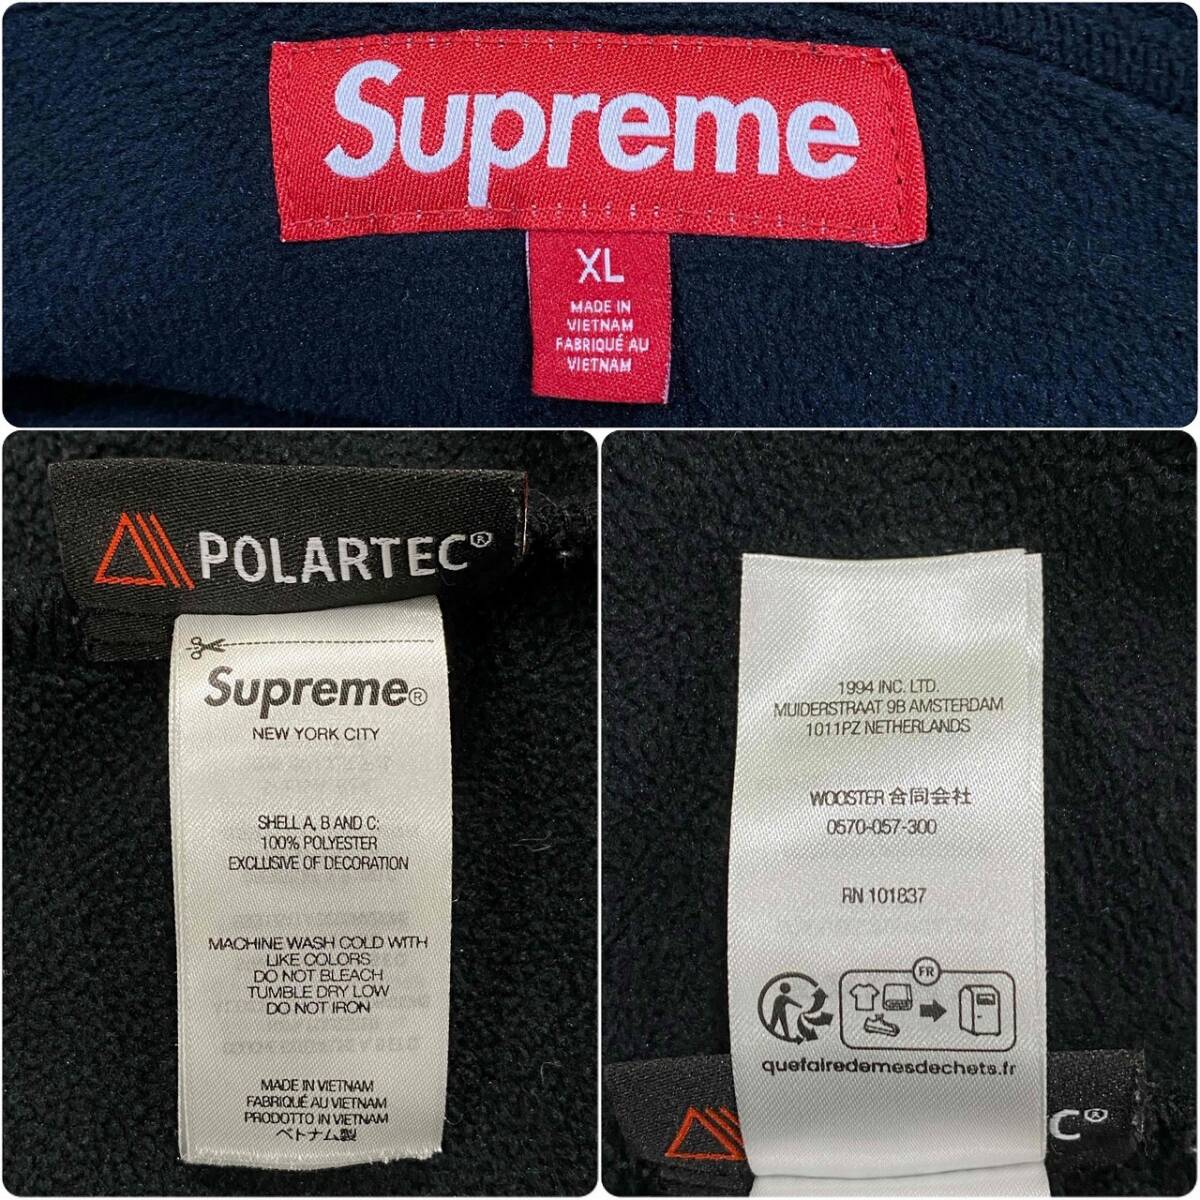 Supreme
XL
MADE IN
VIETNAM
FABRIQUÉ AU
VIETNAM
POLARTEC®
Supreme®
NEW YORK CITY
SHELL A, B AND C:
100% POLYESTER
EXCLUSIVE OF DECORATION
MACHINE WASH COLD WITH
LIKE COLORS
DO NOT BLEACH
TUMBLE DRY LOW
DO NOT IRON
MADE IN VIETNAM
FABRIQUÉ AU VIETNAM
PRODOTTO IN VIETNAM
ベトナム製
1994 INC. LTD.
MUIDERSTRAAT 9B AMSTERDAM
1011PZ NETHERLANDS
WOOSTER 合同会社
0570-057-300
RN 101837
FR
quefairedemesdechets.fr
C®